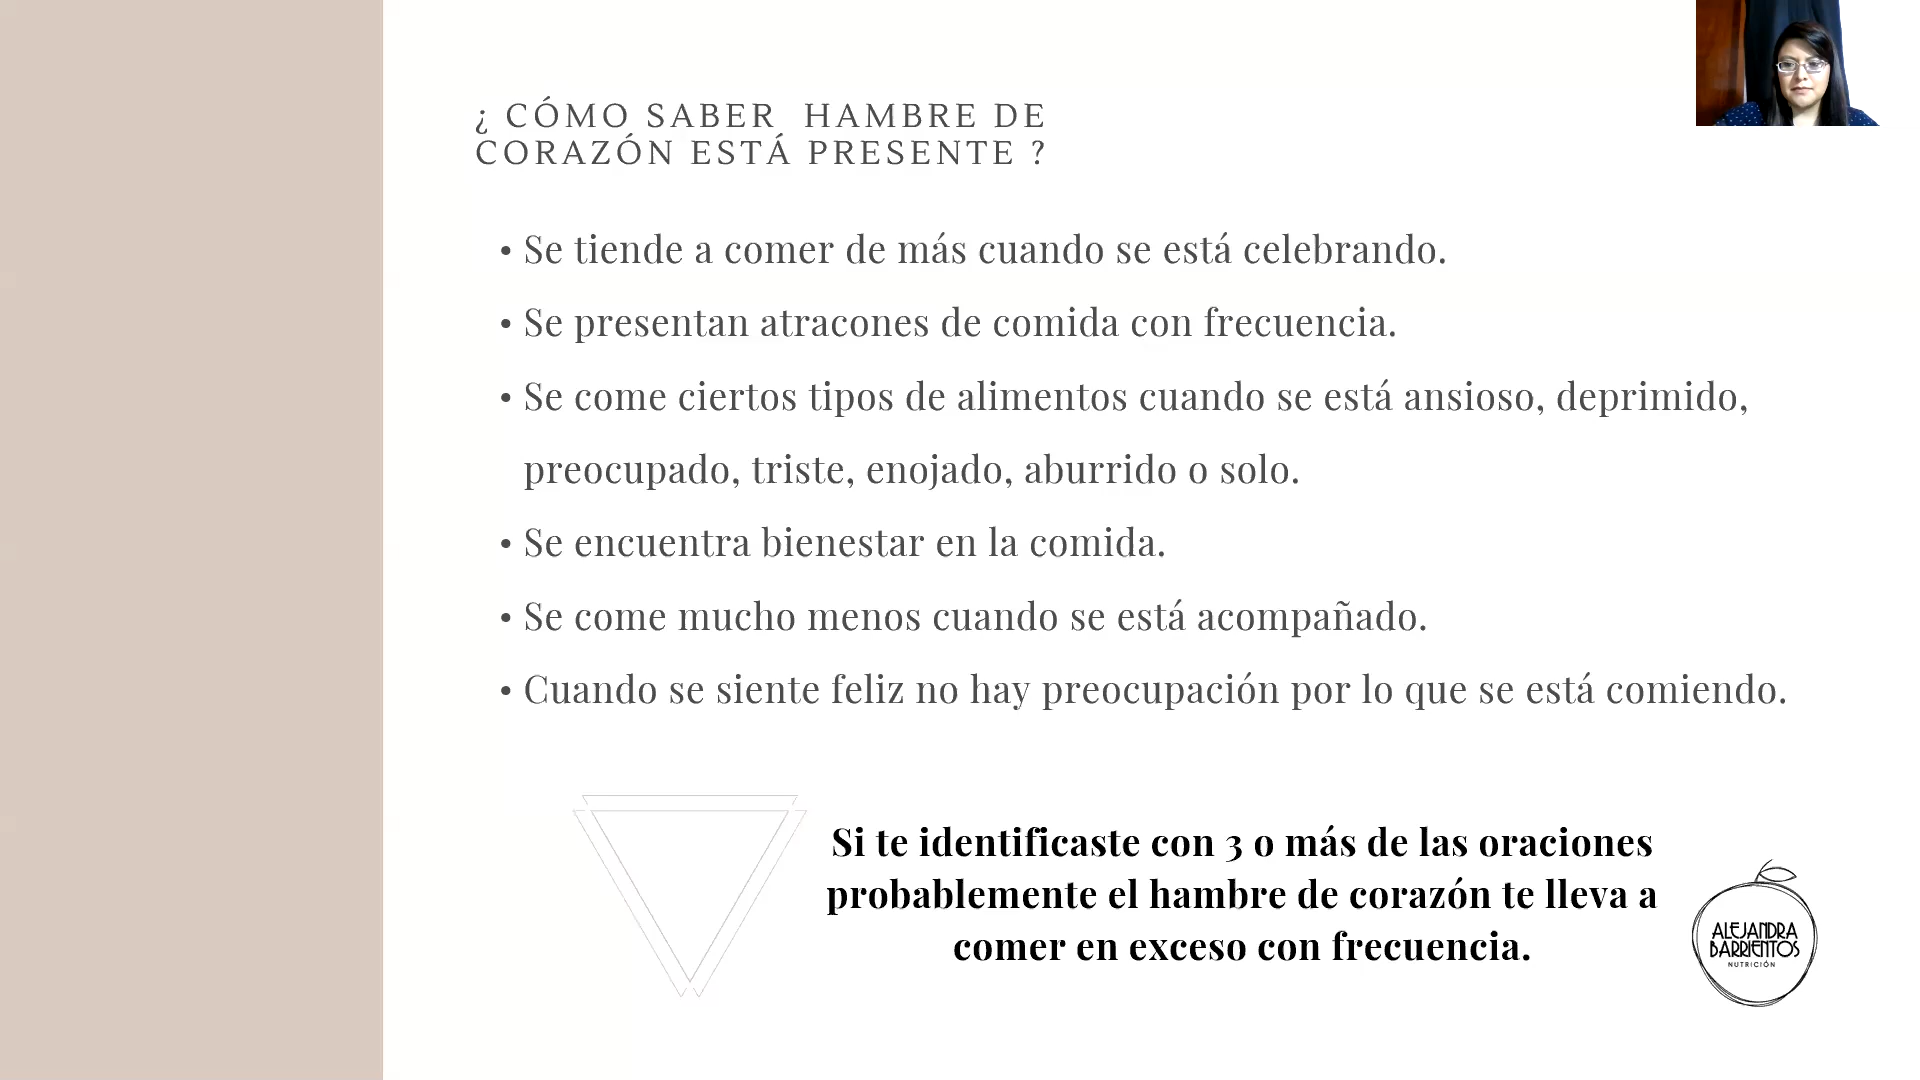 ¿ CÓMO SABER HAMBRE DE
CORAZÓN ESTÁ PRESENTE ?
• Se tiende a comer de más cuando se está celebrando.
• Se presentan atracones de comida con frecuencia.
• Se come ciertos tipos de alimentos cuando se está ansioso, deprimido,
preocupado, triste, enojado, aburrido o solo.
• Se encuentra bienestar en la comida.
• Se come mucho menos cuando se está acompañado.
• Cuando se siente feliz no hay preocupación por lo que se está comiendo.
Si te identificaste con 3 o más de las oraciones
probablemente el hambre de corazón te lleva a
comer en exceso con frecuencia.
ALEJANDRA
BARRIENTOS
NUTRICIÓN